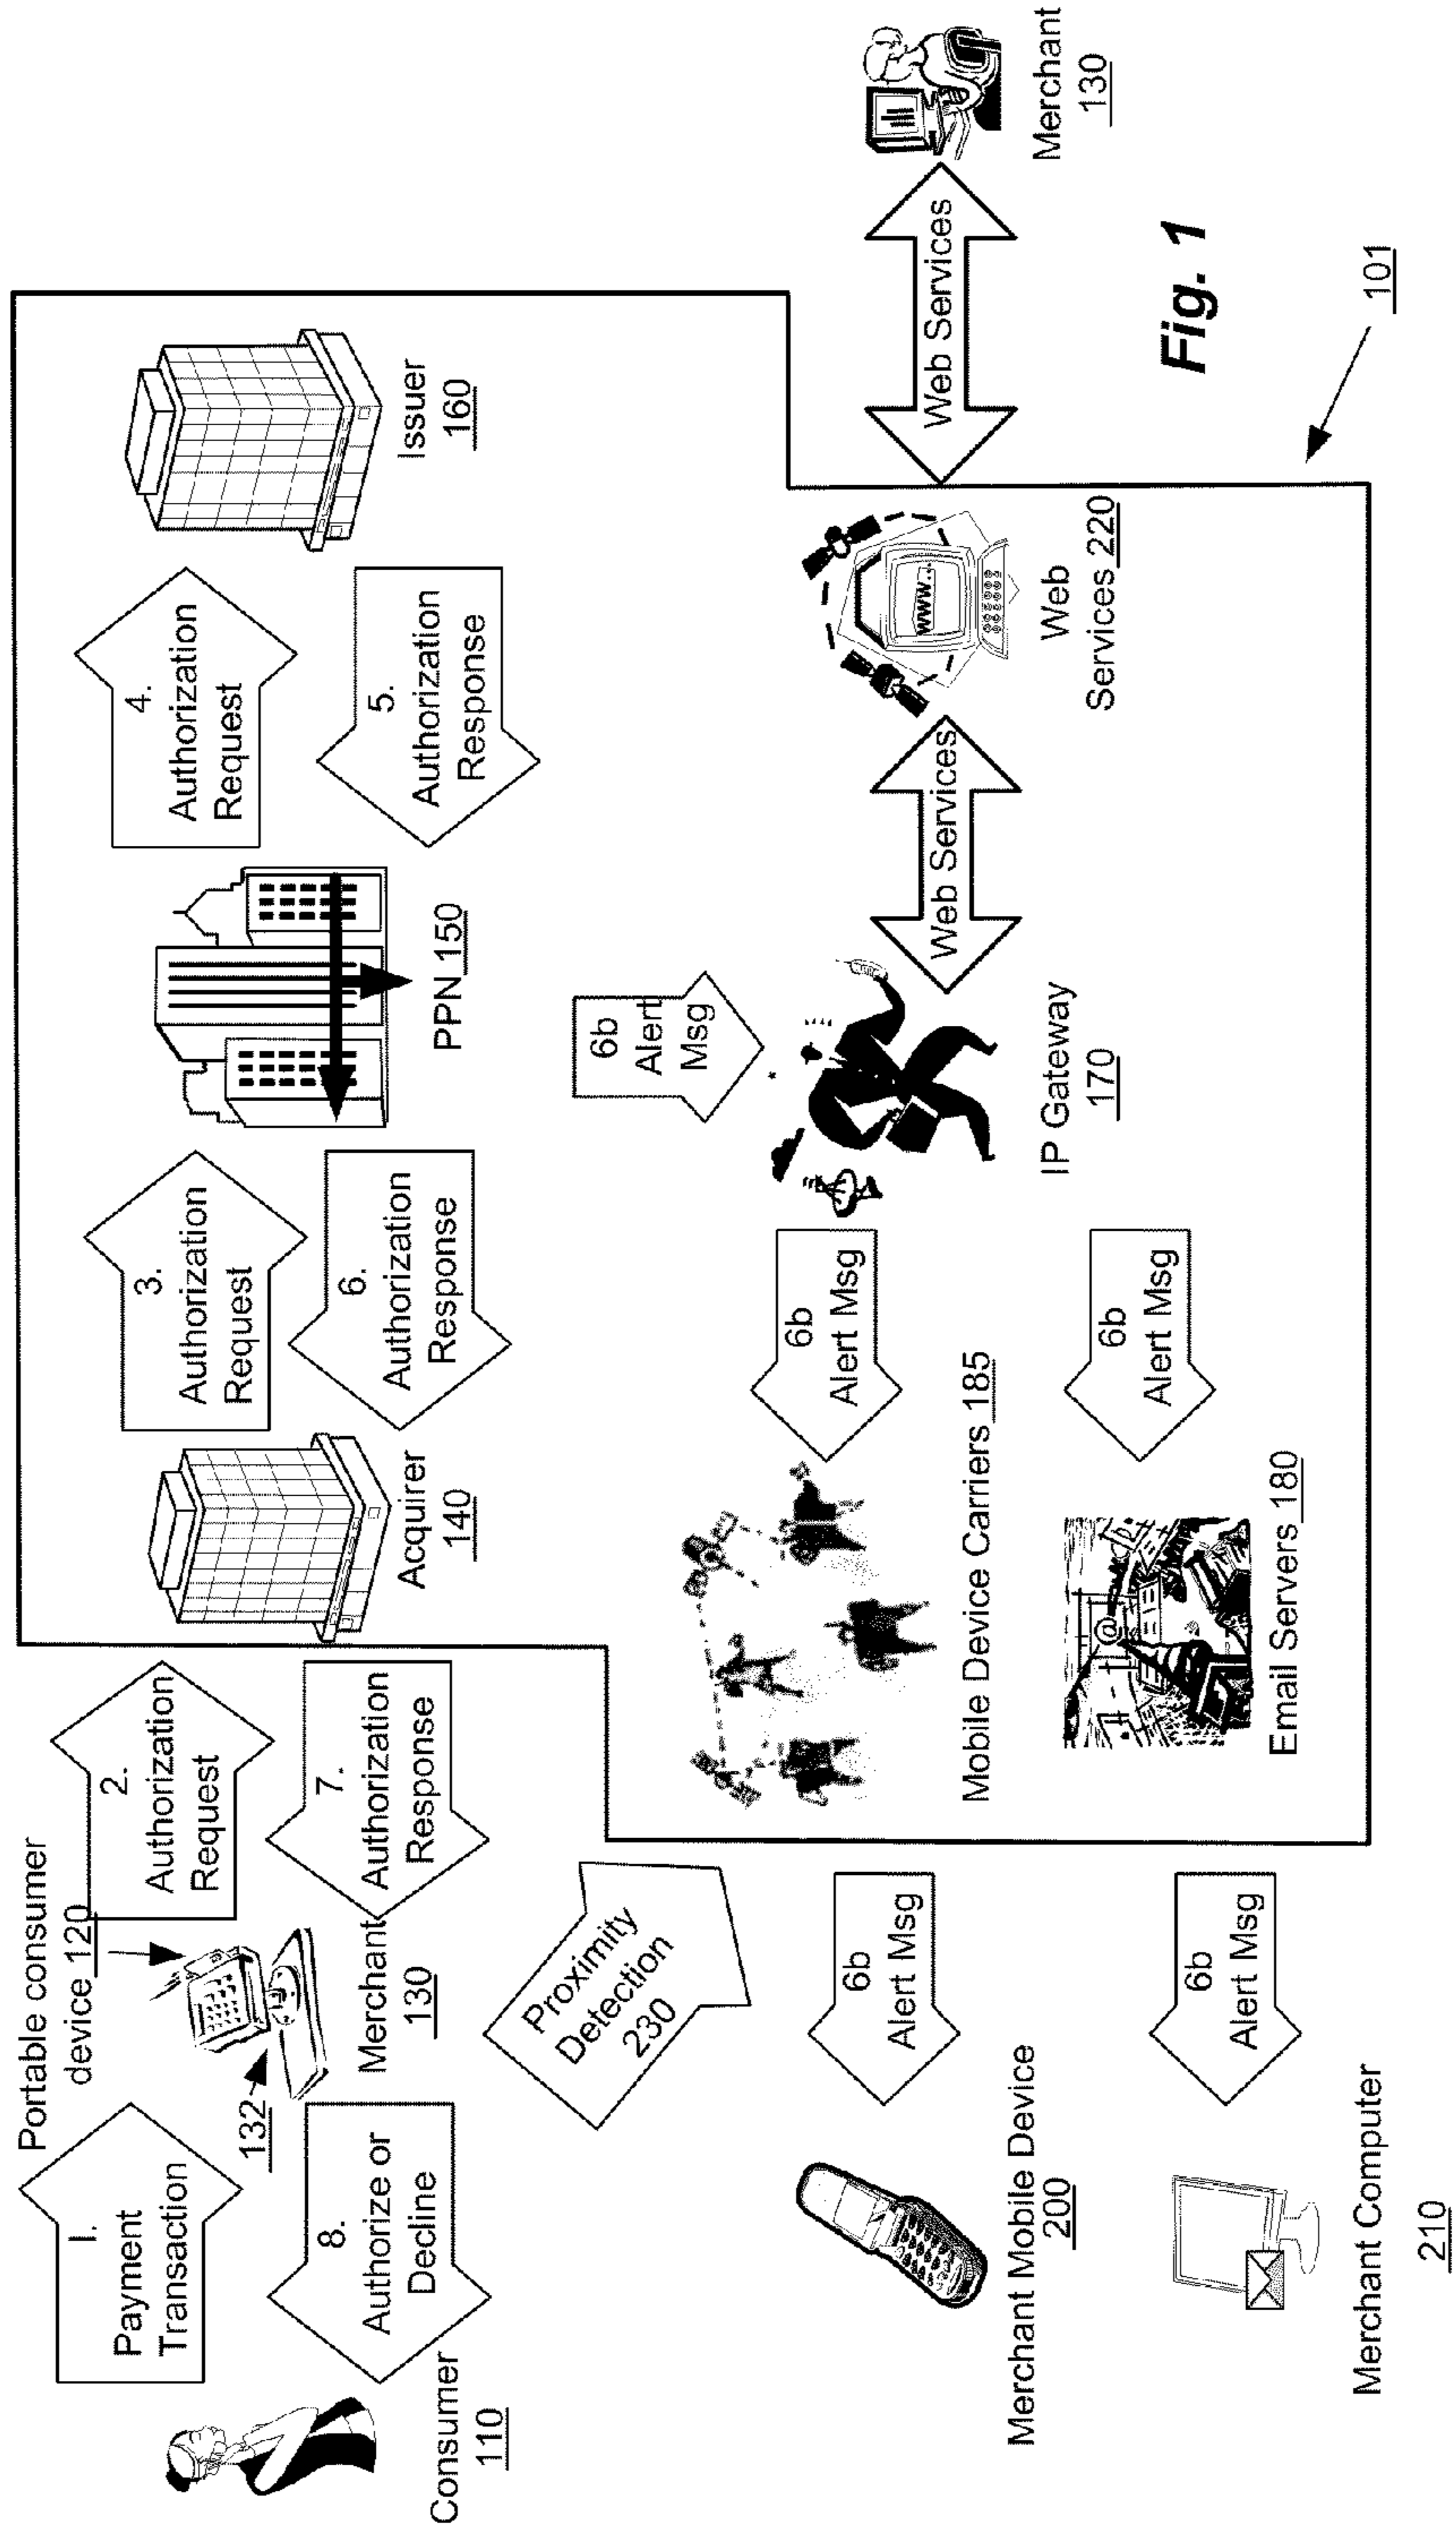 Portable consumer
device 120
1.
Payment
Transaction
2.
Authorization
Request
3.
Authorization
Request
4.
Authorization
Request
132
Consumer
110
8.
Authorize or
Decline
Merchant
130
7.
Authorization
Response
Acquirer
140
6.
Authorization
Response
PPN 150
5.
Authorization
Response
Issuer
160
Proximity
Detection
230
6b
Alert
Msg
Merchant Mobile Device
200
6b
Alert Msg
Mobile Device Carriers 185
6b
Alert Msg
IP Gateway
170
Web Services
www...
Web
Services 220
Web Services
Merchant
130
Merchant Computer
210
6b
Alert Msg
@
Email Servers 180
6b
Alert Msg
Fig. 1
101